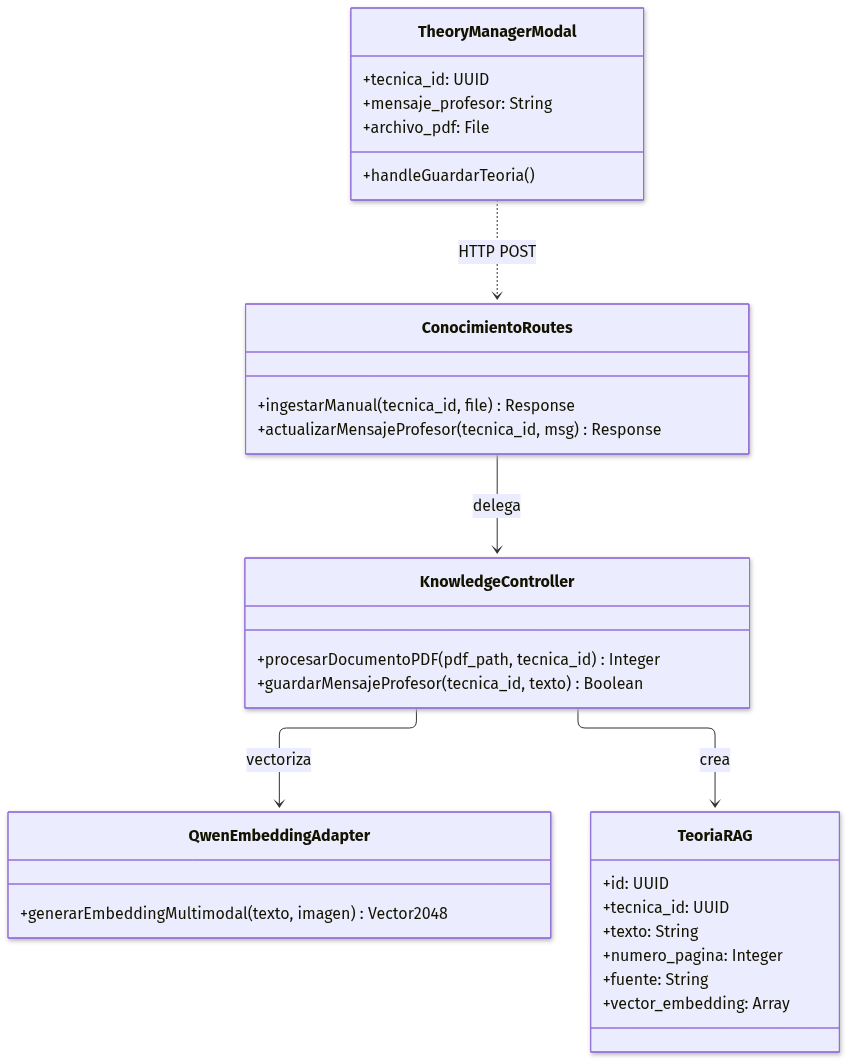 TheoryManagerModal
+tecnica_id: UUID
+mensaje_profesor: String
+archivo_pdf: File
+handleGuardarTeoria()
HTTP POST
ConocimientoRoutes
+ingestarManual(tecnica_id, file) : Response
+actualizarMensajeProfesor(tecnica_id, msg) : Response
delega
KnowledgeController
+procesarDocumentoPDF(pdf_path, tecnica_id) : Integer
+guardarMensajeProfesor(tecnica_id, texto) : Boolean
vectoriza
crea
QwenEmbeddingAdapter
+generarEmbeddingMultimodal(texto, imagen) : Vector2048
TeoriaRAG
+id: UUID
+tecnica_id: UUID
+texto: String
+numero_pagina: Integer
+fuente: String
+vector_embedding: Array